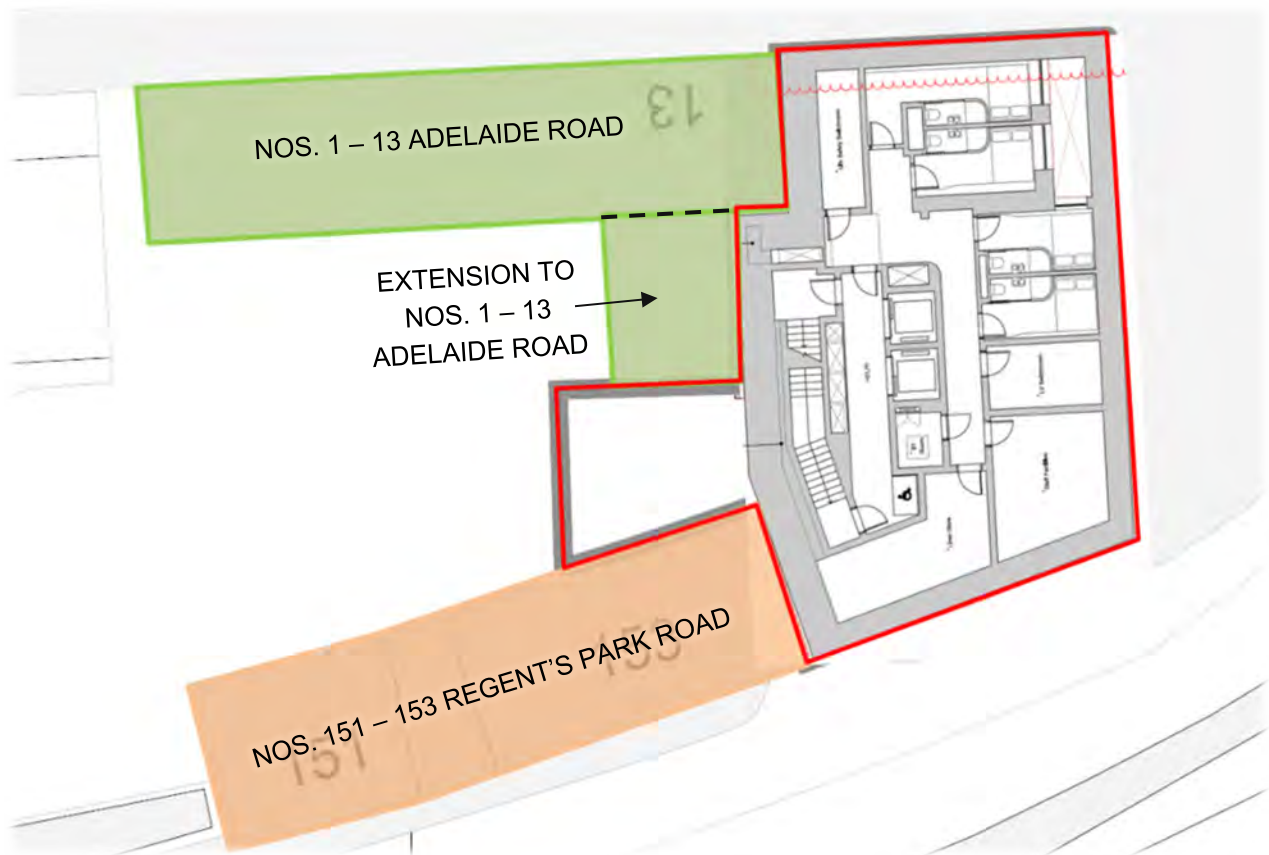 NOS. 1 – 13 ADELAIDE ROAD
13
EXTENSION TO
NOS. 1 – 13
ADELAIDE ROAD
NOS. 151 – 153 REGENT'S PARK ROAD
153
151